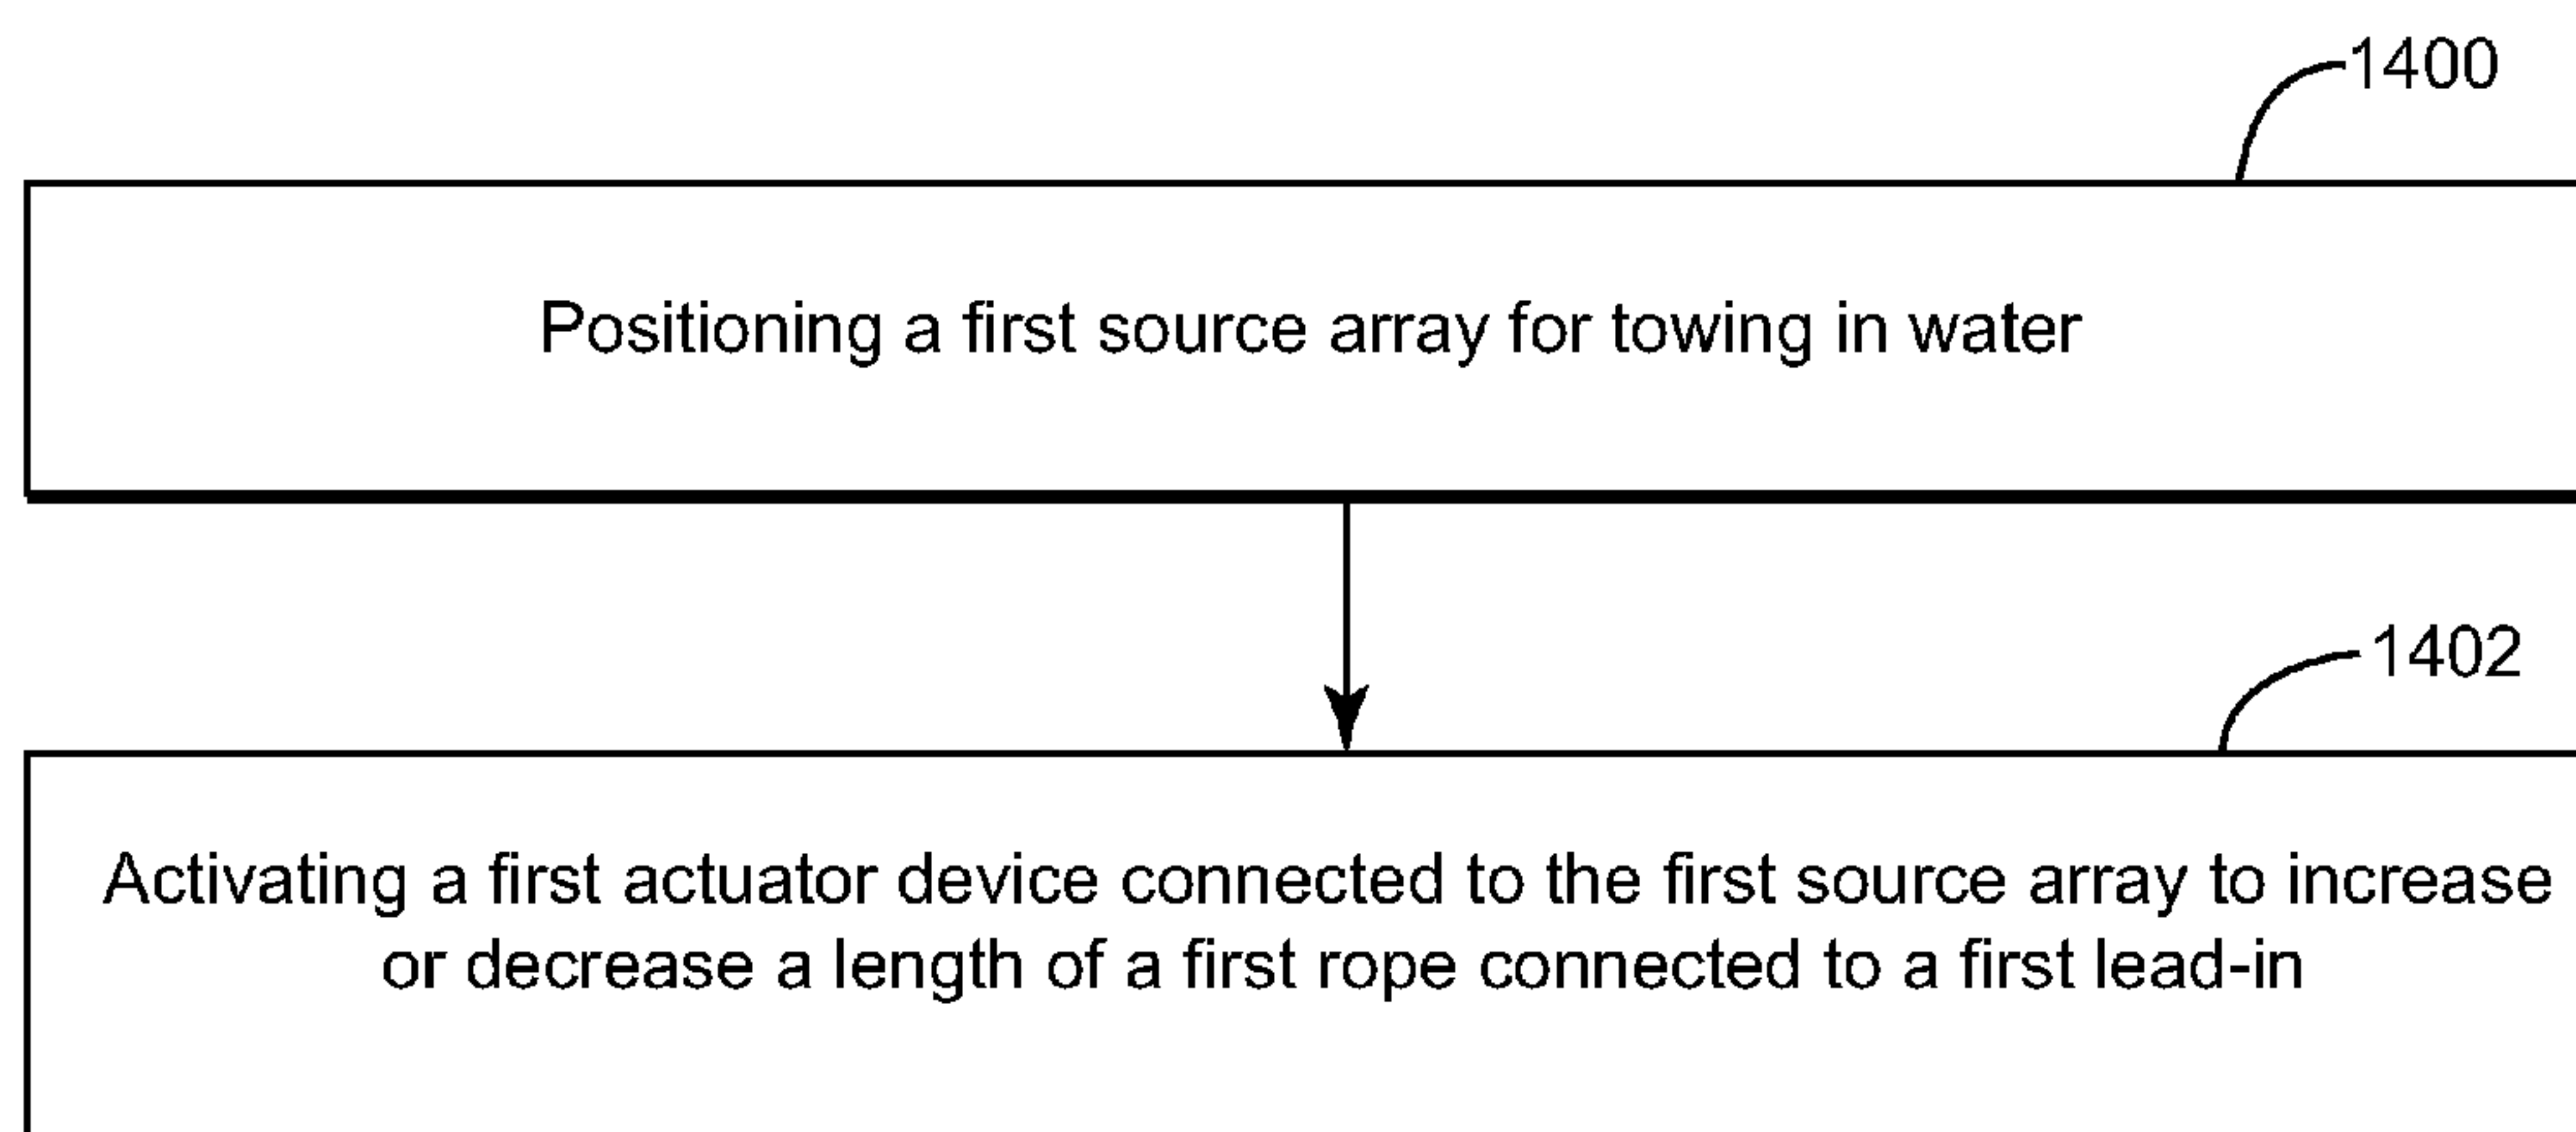 1400
Positioning a first source array for towing in water
1402
Activating a first actuator device connected to the first source array to increase
or decrease a length of a first rope connected to a first lead-in